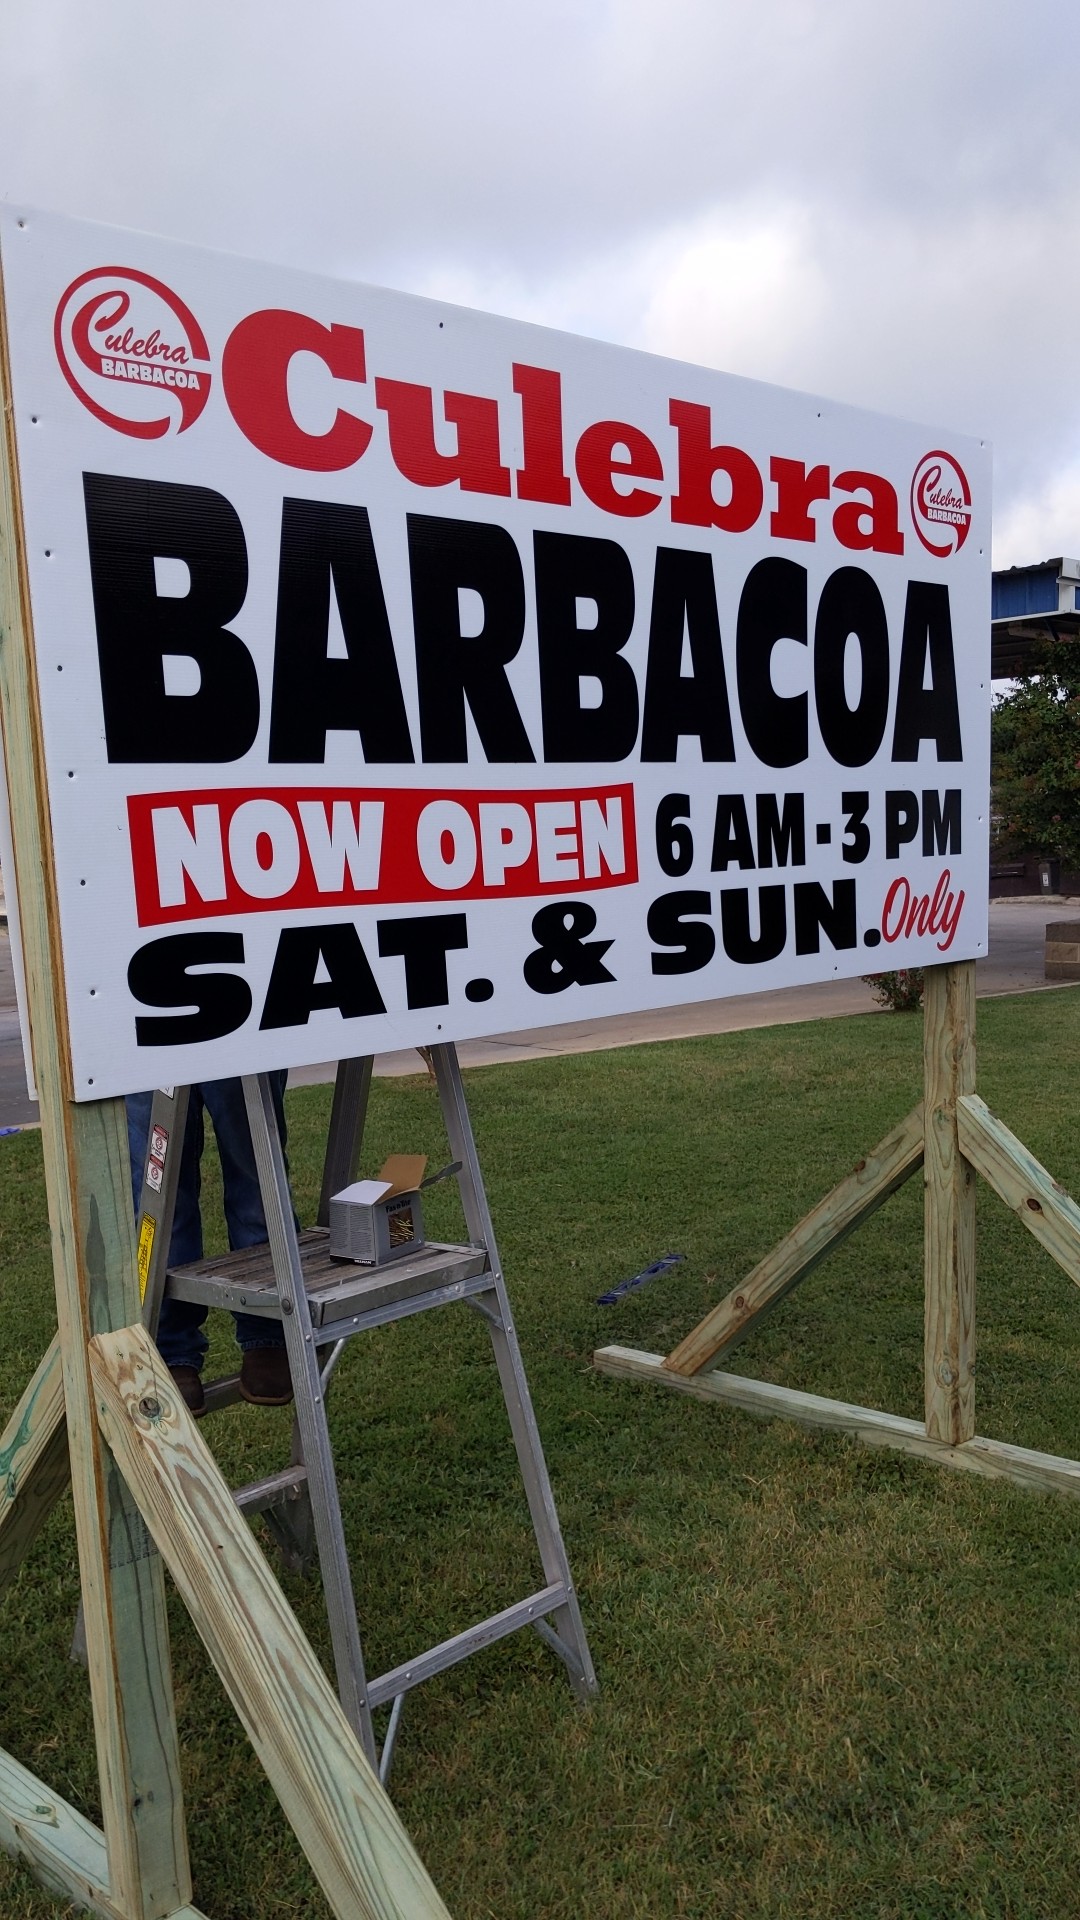 Culebra
BARBACOA
Culebra
Culebra
BARBACOA
BARBACOA
NOW OPEN 6 AM - 3 PM
SAT. & SUN. Only